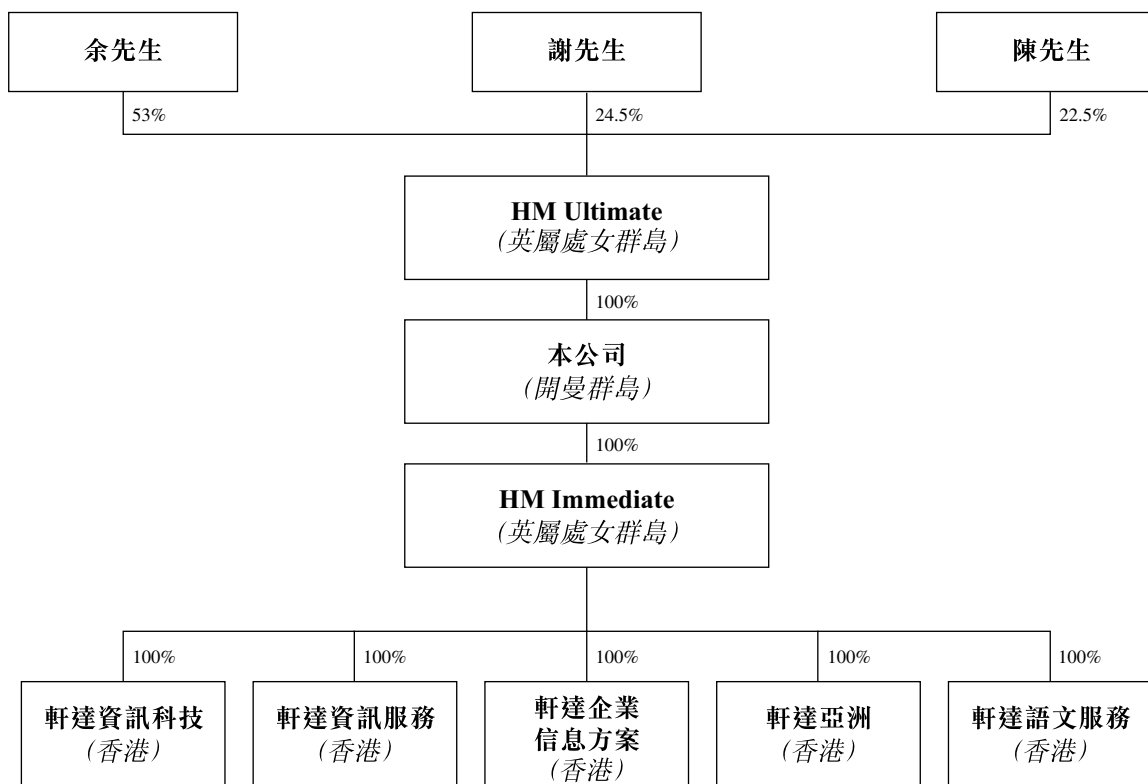 余先生
謝先生
陳先生
53%
24.5%
22.5%
HM Ultimate
(英屬處女群島)
100%
本公司
(開曼群島)
100%
HM Immediate
(英屬處女群島)
100%
100%
100%
100%
100%
軒達資訊科技
(香港)
軒達資訊服務
(香港)
軒達企業
信息方案
(香港)
軒達亞洲
(香港)
軒達語文服務
(香港)